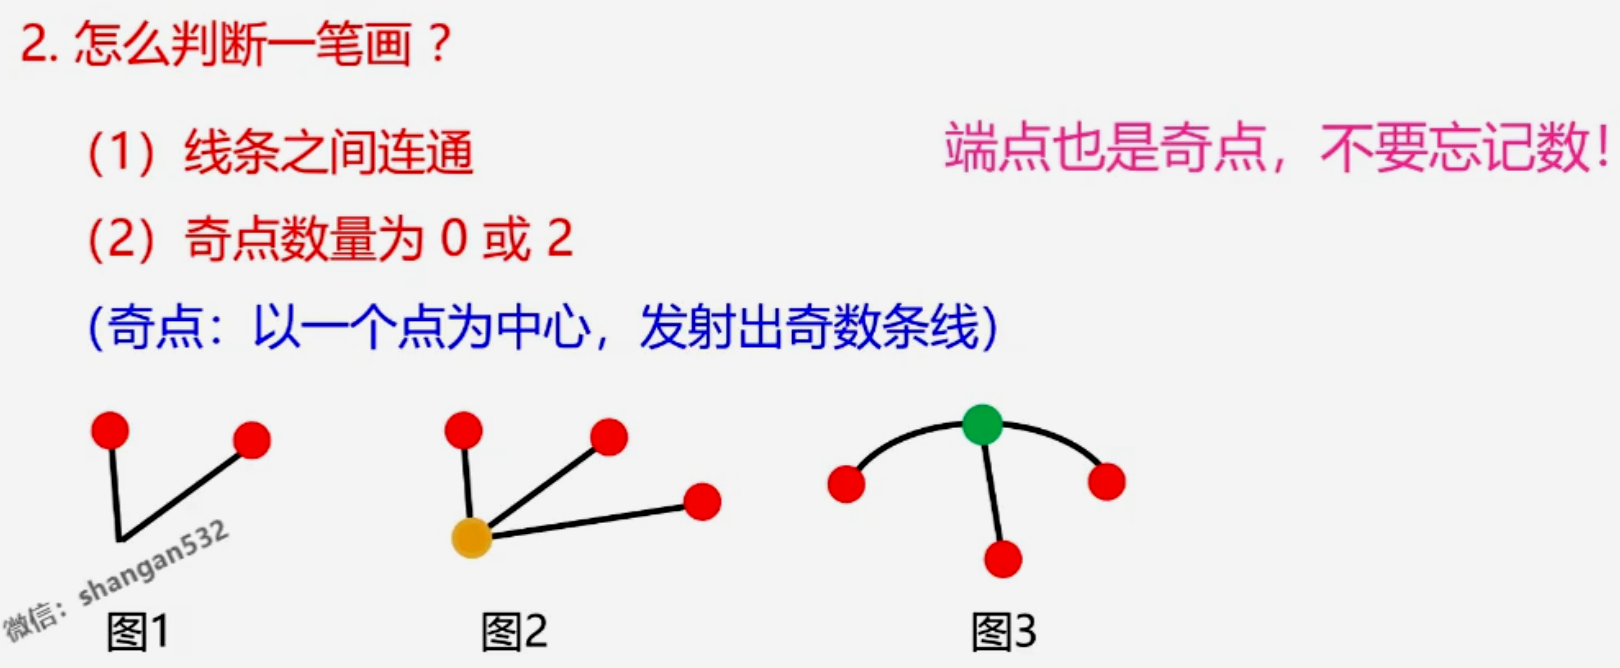 2. 怎么判断一笔画？
（1）线条之间连通
端点也是奇点，不要忘记数！
（2）奇点数量为 0 或 2
（奇点：以一个点为中心，发射出奇数条线）
微信：shangan532
图1
图2
图3